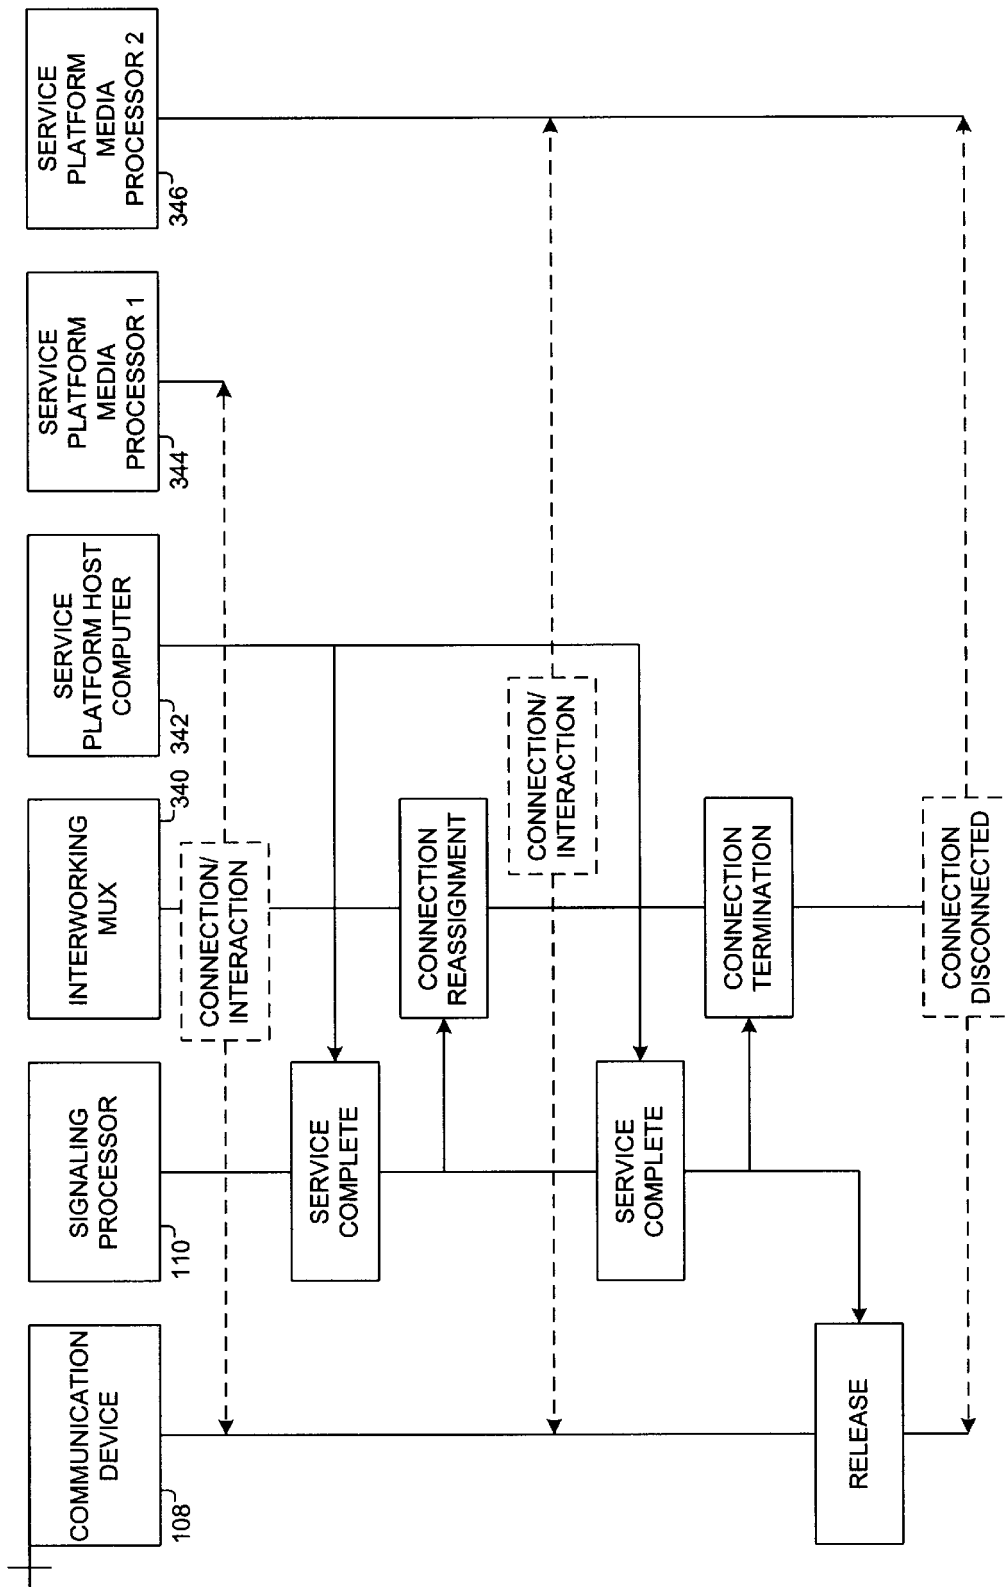 COMMUNICATION
DEVICE
108
SIGNALING
PROCESSOR
110
INTERWORKING
MUX
340
SERVICE
PLATFORM HOST
COMPUTER
342
SERVICE
PLATFORM
MEDIA
PROCESSOR 1
344
SERVICE
PLATFORM
MEDIA
PROCESSOR 2
346
CONNECTION/
INTERACTION
SERVICE
COMPLETE
CONNECTION
REASSIGNMENT
CONNECTION/
INTERACTION
SERVICE
COMPLETE
CONNECTION
TERMINATION
RELEASE
CONNECTION
DISCONNECTED